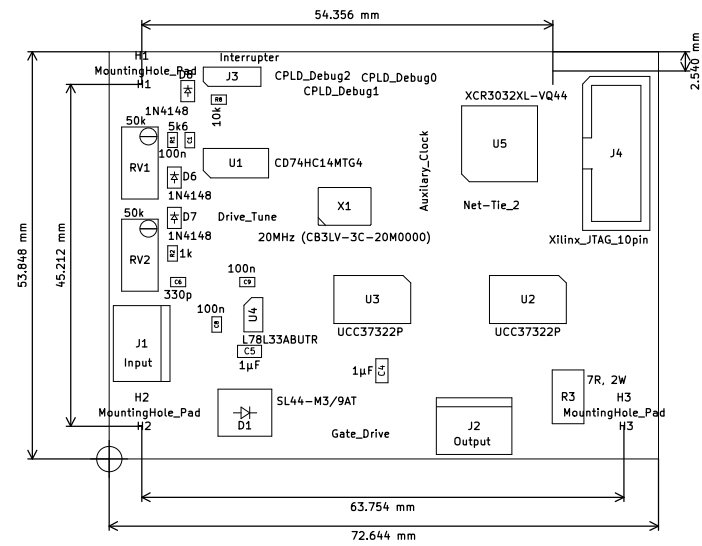 54.356 mm
2.540 mm
53.848 mm
45.212 mm
H1
MountingHole_Pad
H1
D8
1N4148
Interrupter
J3
CPLD_Debug2
CPLD_Debug0
CPLD_Debug1
R8
10k
XCR3032XL-VQ44
U5
J4
Xilinx_JTAG_10pin
50k
RV1
5k6
R1
C1
100n
U1
CD74HC14MTG4
Auxilary_Clock
D6
1N4148
X1
20MHz (CB3LV-3C-20M0000)
Net-Tie_2
50k
RV2
D7
1N4148
Drive_Tune
R2
1k
C6
330p
100n
C9
U3
UCC37322P
U2
UCC37322P
J1
Input
100n
C8
U4
L78L33ABUTR
C5
1µF
1µF
C4
7R, 2W
R3
H2
MountingHole_Pad
H2
SL44-M3/9AT
D1
Gate_Drive
J2
Output
H3
MountingHole_Pad
H3
63.754 mm
72.644 mm